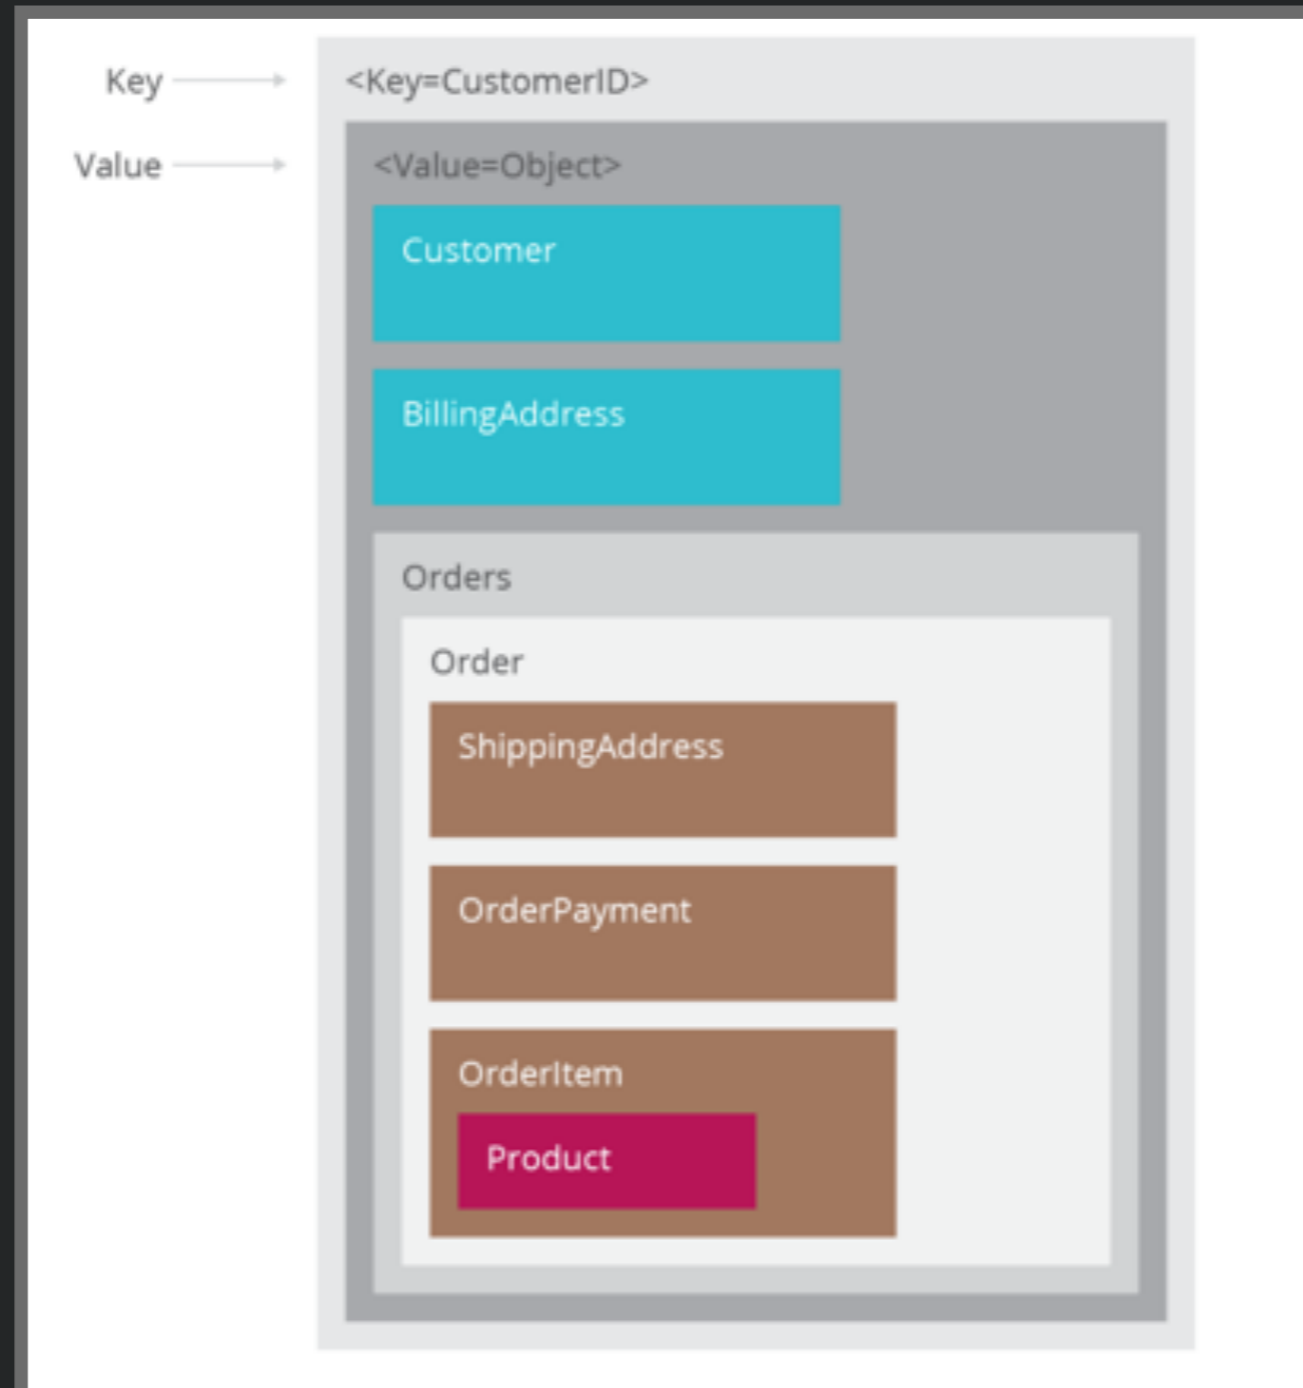 Key
<Key=CustomerID>
Value
<Value=Object>
Customer
BillingAddress
Orders
Order
ShippingAddress
OrderPayment
OrderItem
Product